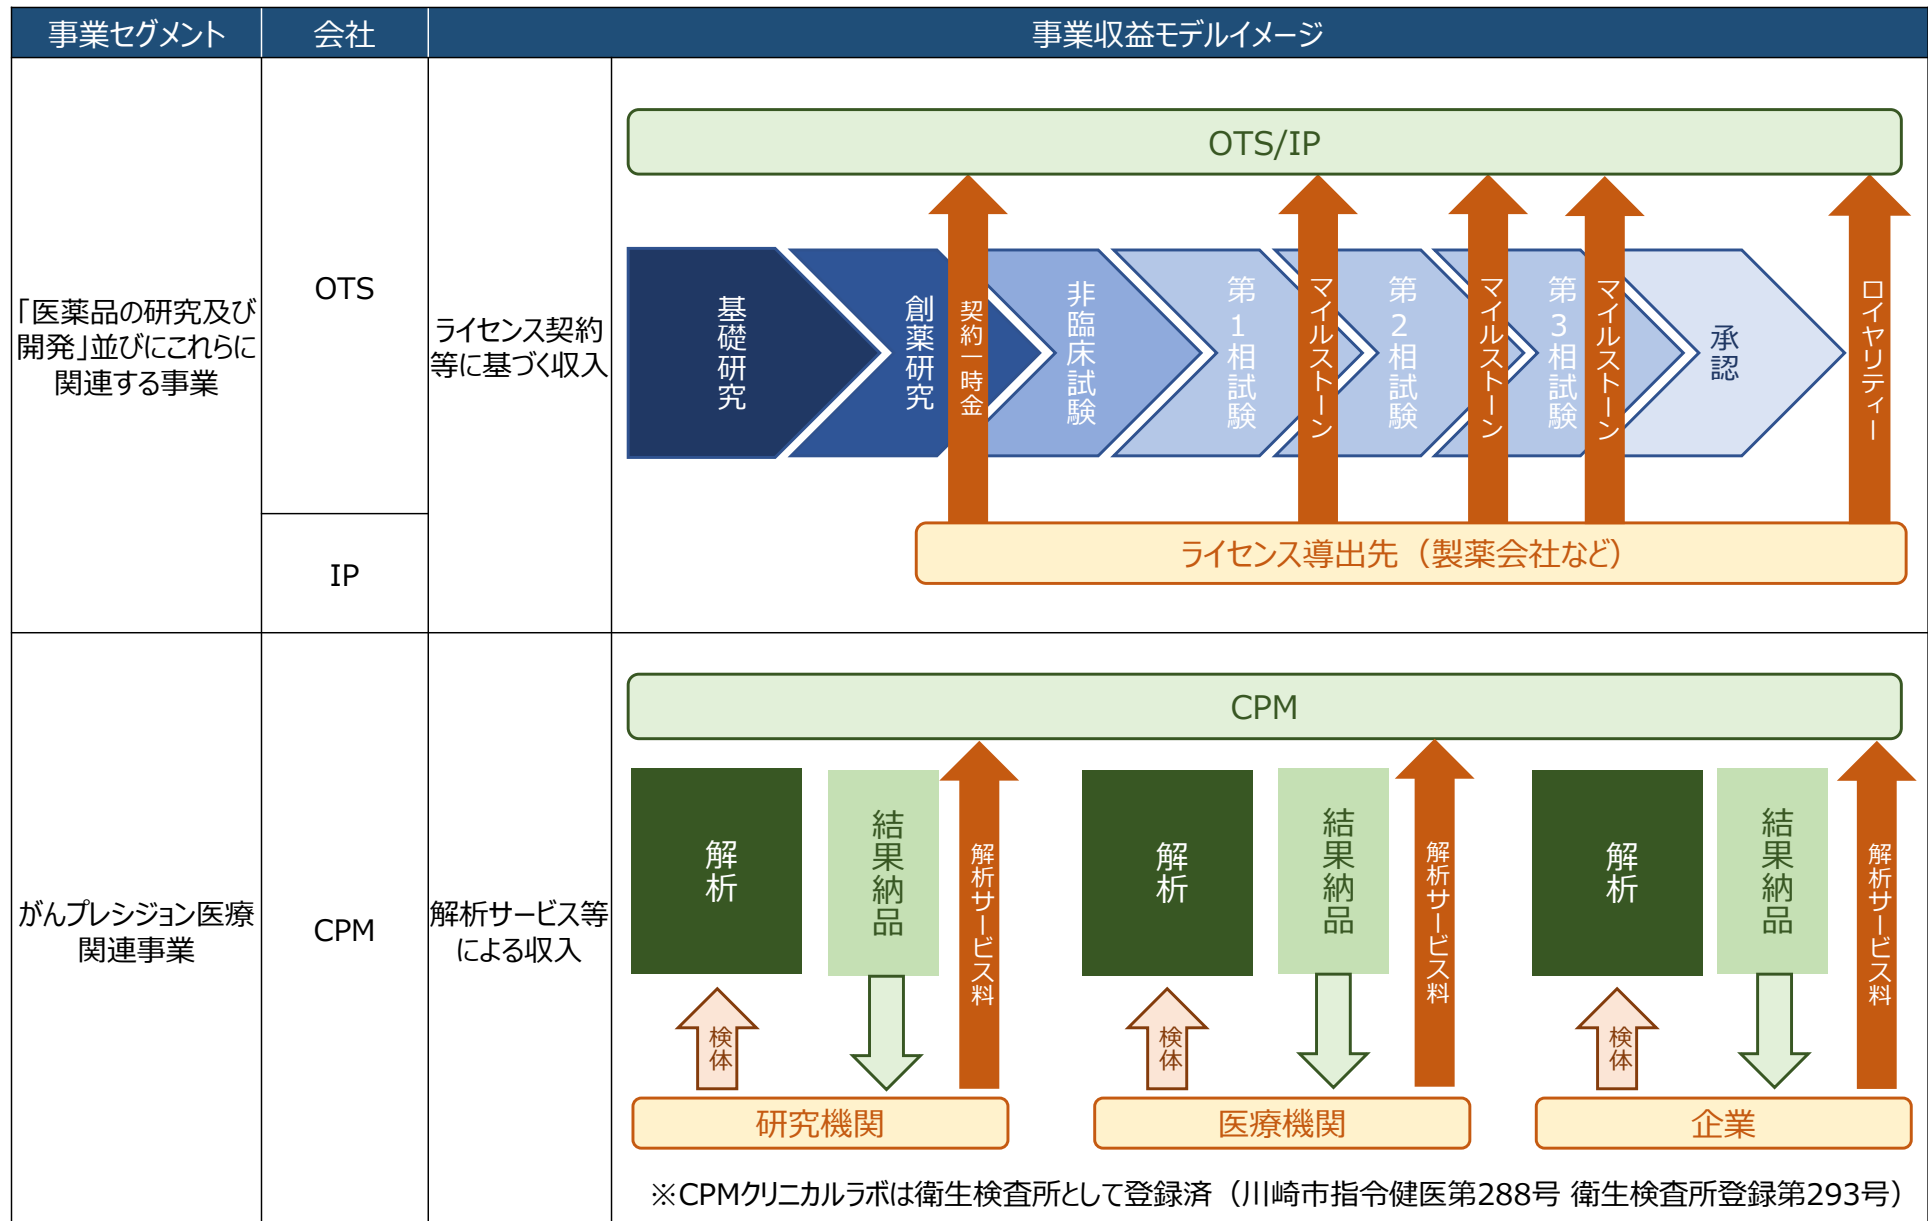 事業セグメント
会社
事業収益モデルイメージ
「医薬品の研究及び
開発」並びにこれらに
関連する事業
OTS
IP
ライセンス契約
等に基づく収入
OTS/IP
基礎研究
創薬研究
契約一時金
非臨床試験
第1相試験
マイルストーン
第2相試験
マイルストーン
第3相試験
マイルストーン
承認
ロイヤリティー
ライセンス導出先（製薬会社など）
がんプレシジョン医療
関連事業
CPM
解析サービス等
による収入
CPM
解析
結果納品
解析サービス料
検体
研究機関
解析
結果納品
解析サービス料
検体
医療機関
解析
結果納品
解析サービス料
検体
企業
※CPMクリニカルラボは衛生検査所として登録済（川崎市指令健医第288号 衛生検査所登録第293号）